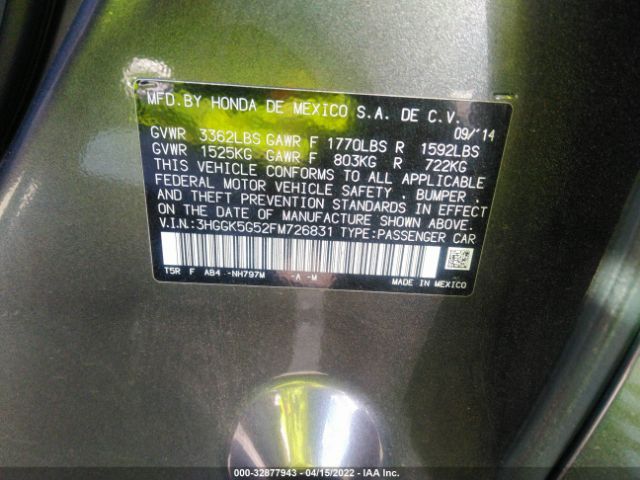 MFD.BY HONDA DE MEXICO S.A. DE C.V.
09/'14
GVWR 3362LBS GAWR F 1770LBS R 1592LBS
GVWR 1525KG GAWR F 803KG R 722KG
THIS VEHICLE CONFORMS TO ALL APPLICABLE
FEDERAL MOTOR VEHICLE SAFETY , BUMPER ,
AND THEFT PREVENTION STANDARDS IN EFFECT
ON THE DATE OF MANUFACTURE SHOWN ABOVE.
V.I.N.:3HGGK5G52FM726831 TYPE:PASSENGER CAR
T5R F AB4 -NH797M -A -M
MADE IN MEXICO
000-32877943 - 04/15/2022 - IAA Inc.